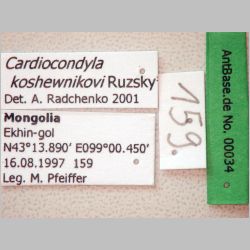 Cardiocondyla
koshewnikovi Ruzsky
Det. A. Radchenko 2001
Mongolia
Ekhin-gol
N43°13.890' E099°00.450'
16.08.1997 159
Leg. M. Pfeiffer
159.
AntBase.de No. 00034